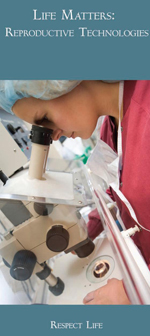 Life Matters:
Reproductive Technologies
Respect Life